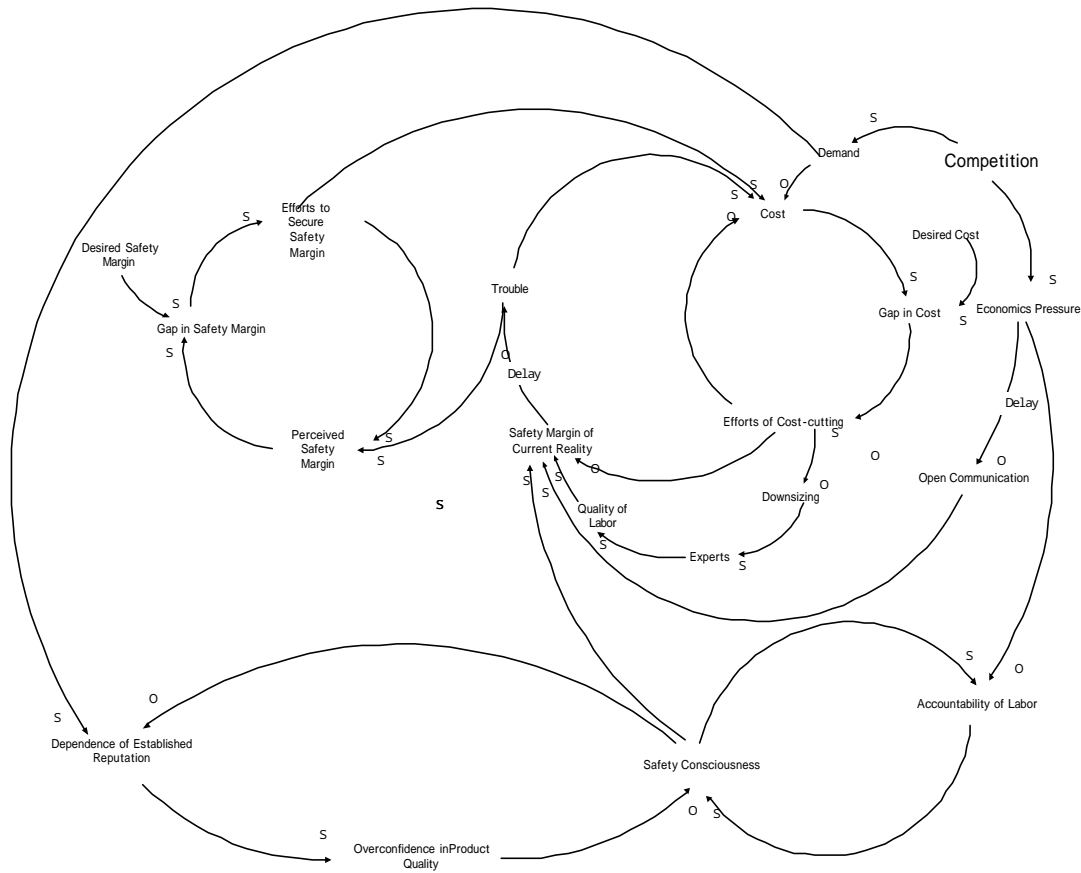 S
Demand
Competition
Efforts to
Secure
Safety
Margin
S
S
S
O
O
Cost
Desired Cost
Desired Safety
Margin
S
Gap in Safety Margin
S
Trouble
S
Gap in Cost
S
S
Economics Pressure
O
Delay
Delay
Perceived
Safety
Margin
S
S
Safety Margin of
Current Reality
Efforts of Cost-cutting
S
O
O
O
Open Communication
S
S
S
O
Downsizing
O
S
Quality of
Labor
S
Experts
S
S
O
Accountability of Labor
O
S
Dependence of Established
Reputation
Safety Consciousness
O
S
S
Overconfidence inProduct
Quality